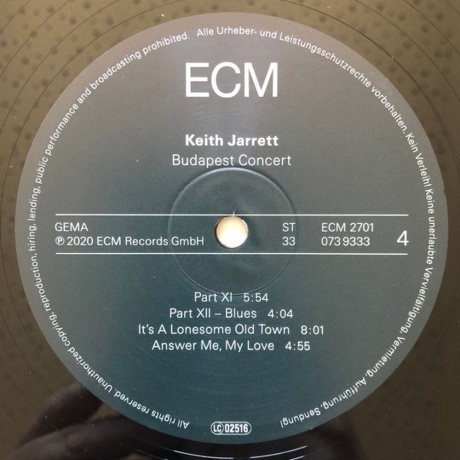 ECM
Keith Jarrett
Budapest Concert
GEMA ST ECM 2701
℗ 2020 ECM Records GmbH 33 073 9333 4
Part XI 5:54
Part XII – Blues 4:04
It's A Lonesome Old Town 8:01
Answer Me, My Love 4:55
LC 02516
All rights reserved. Unauthorized copying, reproduction, hiring, lending, public performance and broadcasting prohibited. Alle Urheber- und Leistungsschutzrechte vorbehalten. Kein Verleih! Keine unerlaubte Vervielfältigung, Vermietung, Aufführung, Sendung!